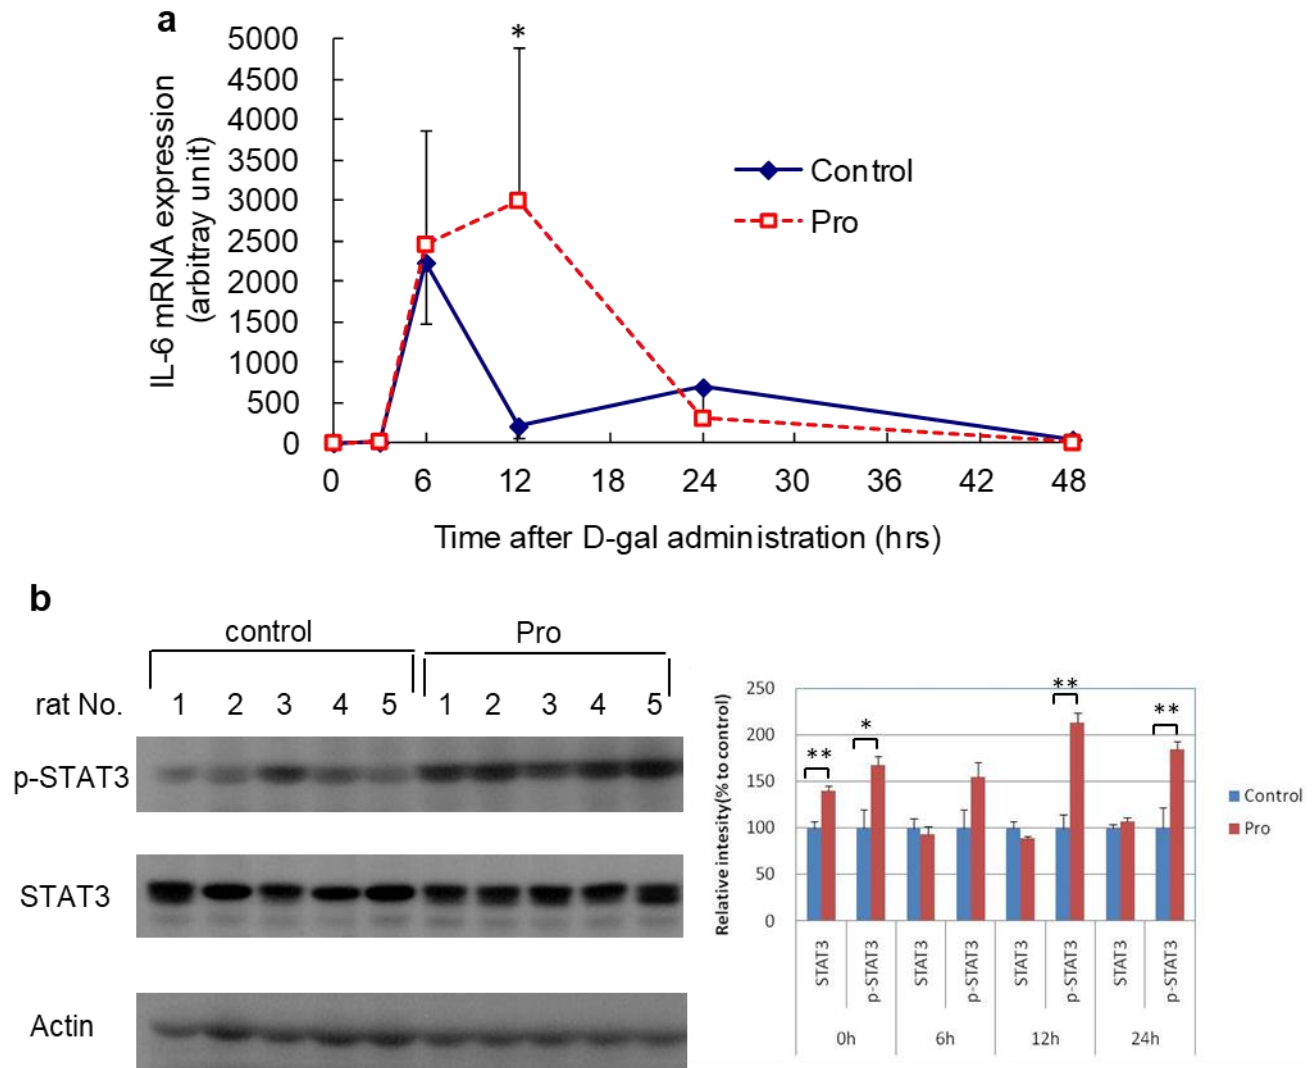 a
*
5000
4500
4000
3500
3000
2500
2000
1500
1000
500
0
IL-6 mRNA expression
(arbitray unit)
Control
Pro
0 6 12 18 24 30 36 42 48
Time after D-gal administration (hrs)
b
control Pro
rat No. 1 2 3 4 5 1 2 3 4 5
p-STAT3
STAT3
Actin
Relative intesity(% to control)
250
200
150
100
50
0
** * ** **
Control
Pro
STAT3 p-STAT3 STAT3 p-STAT3 STAT3 p-STAT3 STAT3 p-STAT3
0h 6h 12h 24h